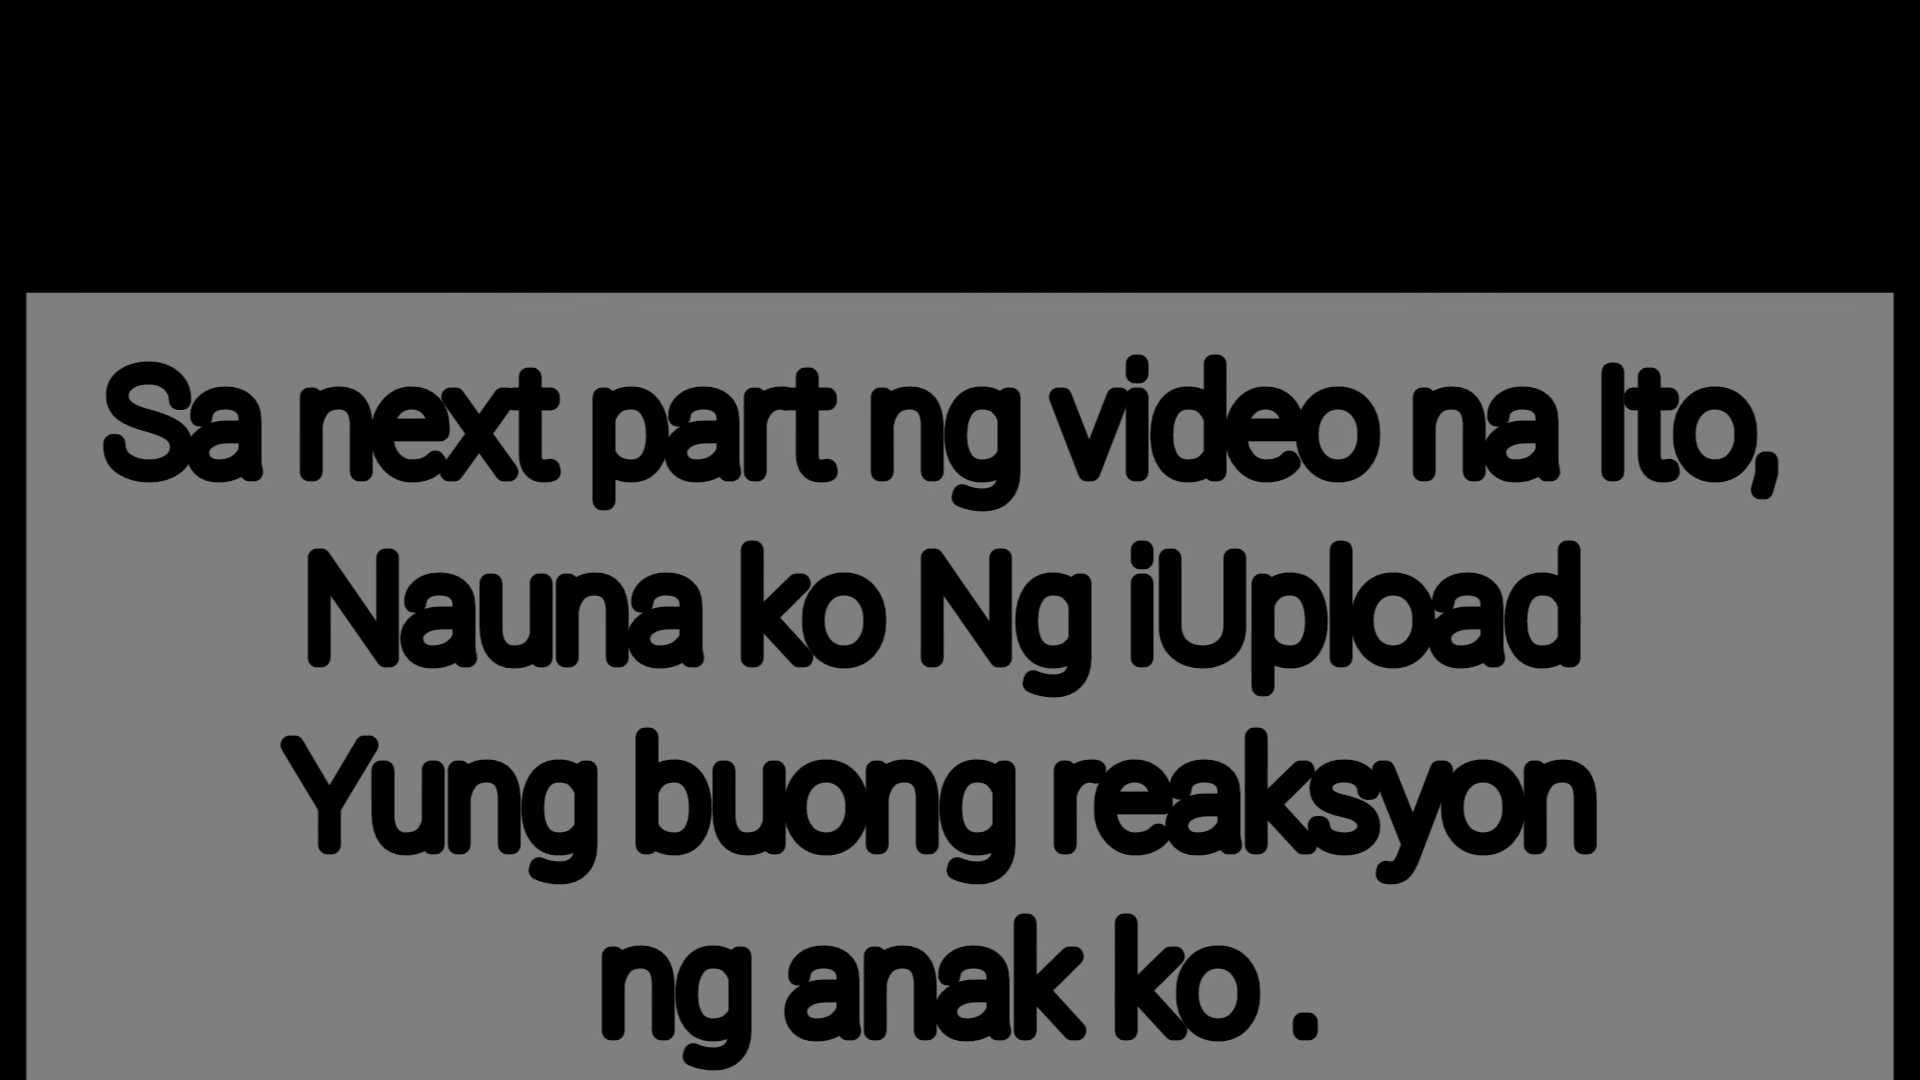 Sa next part ng video na Ito,
Nauna ko Ng iUpload
Yung buong reaksyon
ng anak ko .